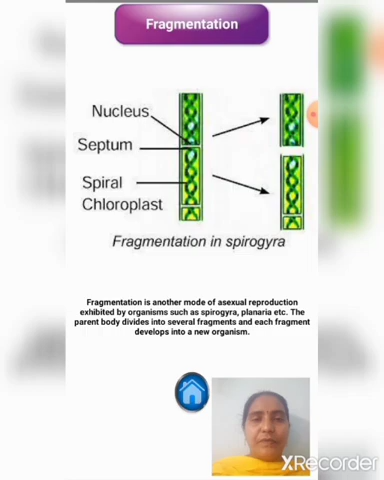 Fragmentation
Nucleus
Septum
Spiral
Chloroplast
Fragmentation in spirogyra
Fragmentation is another mode of asexual reproduction
exhibited by organisms such as spirogyra, planaria etc. The
parent body divides into several fragments and each fragment
develops into a new organism.
XRecorder